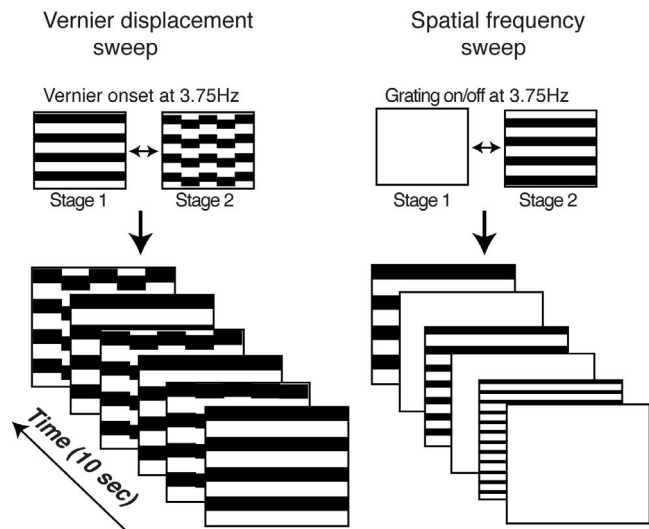 Vernier displacement
sweep
Vernier onset at 3.75Hz
Stage 1
Stage 2
Time (10 sec)
Spatial frequency
sweep
Grating on/off at 3.75Hz
Stage 1
Stage 2